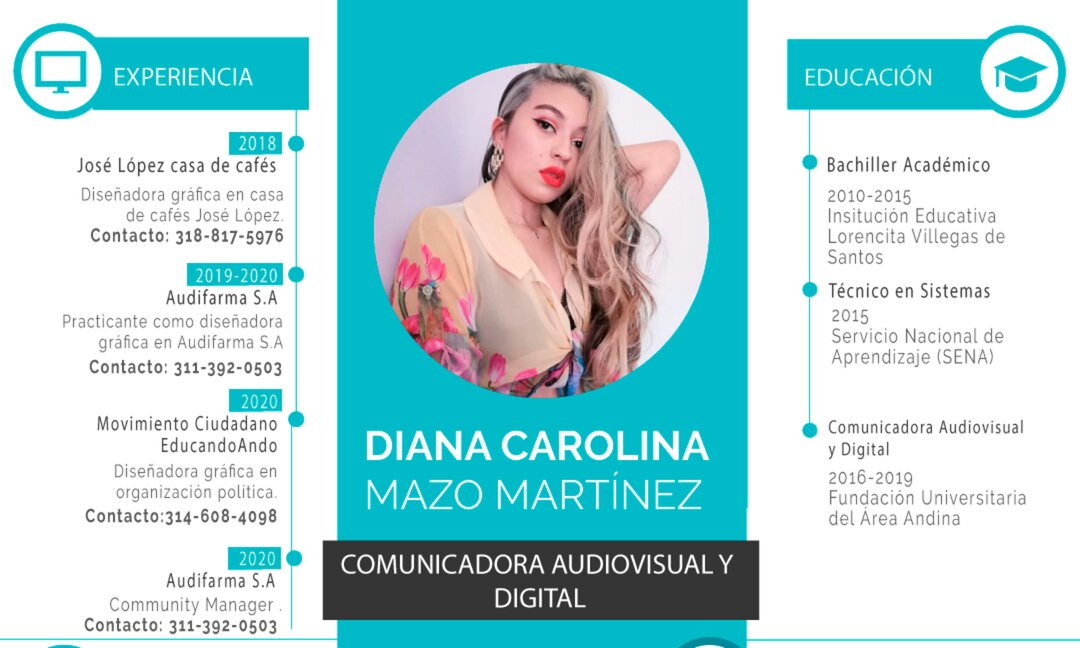 EXPERIENCIA
2018
José López casa de cafés
Diseñadora gráfica en casa
de cafés José López.
Contacto: 318-817-5976
2019-2020
Audifarma S.A
Practicante como diseñadora
gráfica en Audifarma S.A
Contacto: 311-392-0503
2020
Movimiento Ciudadano
EducandoAndo
Diseñadora gráfica en
organización política.
Contacto:314-608-4098
2020
Audifarma S.A
Community Manager .
Contacto: 311-392-0503
DIANA CAROLINA
MAZO MARTÍNEZ
COMUNICADORA AUDIOVISUAL Y
DIGITAL
EDUCACIÓN
Bachiller Académico
2010-2015
Insitución Educativa
Lorencita Villegas de
Santos
Técnico en Sistemas
2015
Servicio Nacional de
Aprendizaje (SENA)
Comunicadora Audiovisual
y Digital
2016-2019
Fundación Universitaria
del Área Andina